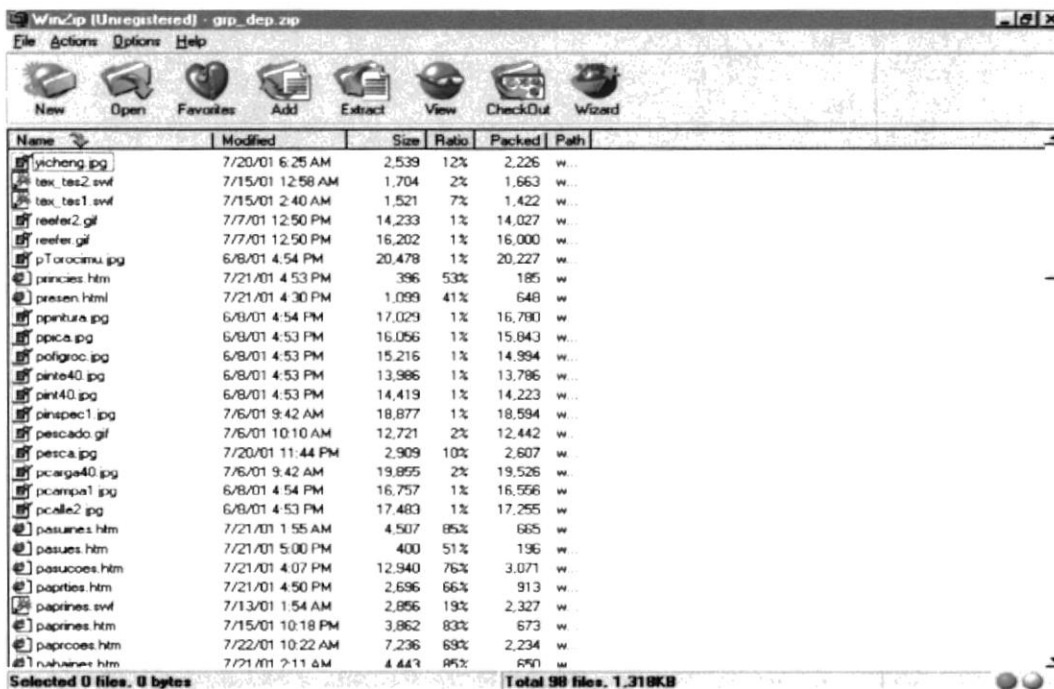 WinZip (Unregistered) - grp_dep.zip
File Actions Options Help
New Open Favorites Add Extract View CheckOut Wizard
Name Modified Size Ratio Packed Path
yicheng.jpg 7/20/01 6:25 AM 2,539 12% 2,226 w...
tex_tes2.swf 7/15/01 12:58 AM 1,704 2% 1,663 w...
tex_tes1.swf 7/15/01 2:40 AM 1,521 7% 1,422 w...
reefer2.gif 7/7/01 12:50 PM 14,233 1% 14,027 w...
reefer.gif 7/7/01 12:50 PM 16,202 1% 16,000 w...
pTorocimu.jpg 6/8/01 4:54 PM 20,478 1% 20,227 w...
princies.htm 7/21/01 4:53 PM 396 53% 185 w...
presen.html 7/21/01 4:30 PM 1,099 41% 648 w...
ppintura.jpg 6/8/01 4:54 PM 17,029 1% 16,780 w...
ppica.jpg 6/8/01 4:53 PM 16,056 1% 15,843 w...
pofigroc.jpg 6/8/01 4:53 PM 15,216 1% 14,994 w...
pinte40.jpg 6/8/01 4:53 PM 13,986 1% 13,786 w...
pint40.jpg 6/8/01 4:53 PM 14,419 1% 14,223 w...
pinspec1.jpg 7/6/01 9:42 AM 18,877 1% 18,594 w...
pescado.gif 7/6/01 10:10 AM 12,721 2% 12,442 w...
pesca.jpg 7/20/01 11:44 PM 2,909 10% 2,607 w...
pcarga40.jpg 7/6/01 9:42 AM 19,855 2% 19,526 w...
pcampa1.jpg 6/8/01 4:54 PM 16,757 1% 16,556 w...
pcalle2.jpg 6/8/01 4:53 PM 17,483 1% 17,255 w...
pasumes.htm 7/21/01 1:55 AM 4,507 85% 665 w...
pasues.htm 7/21/01 5:00 PM 400 51% 196 w...
pasucoes.htm 7/21/01 4:07 PM 12,940 76% 3,071 w...
paprties.htm 7/21/01 4:50 PM 2,696 66% 913 w...
paprines.swf 7/13/01 1:54 AM 2,856 19% 2,327 w...
paprines.htm 7/15/01 10:18 PM 3,862 83% 673 w...
paprcoes.htm 7/22/01 10:22 AM 7,236 69% 2,234 w...
pahaines.htm 7/21/01 2:11 AM 4,443 85% 650 w...
Selected 0 files, 0 bytes Total 98 files, 1,318KB